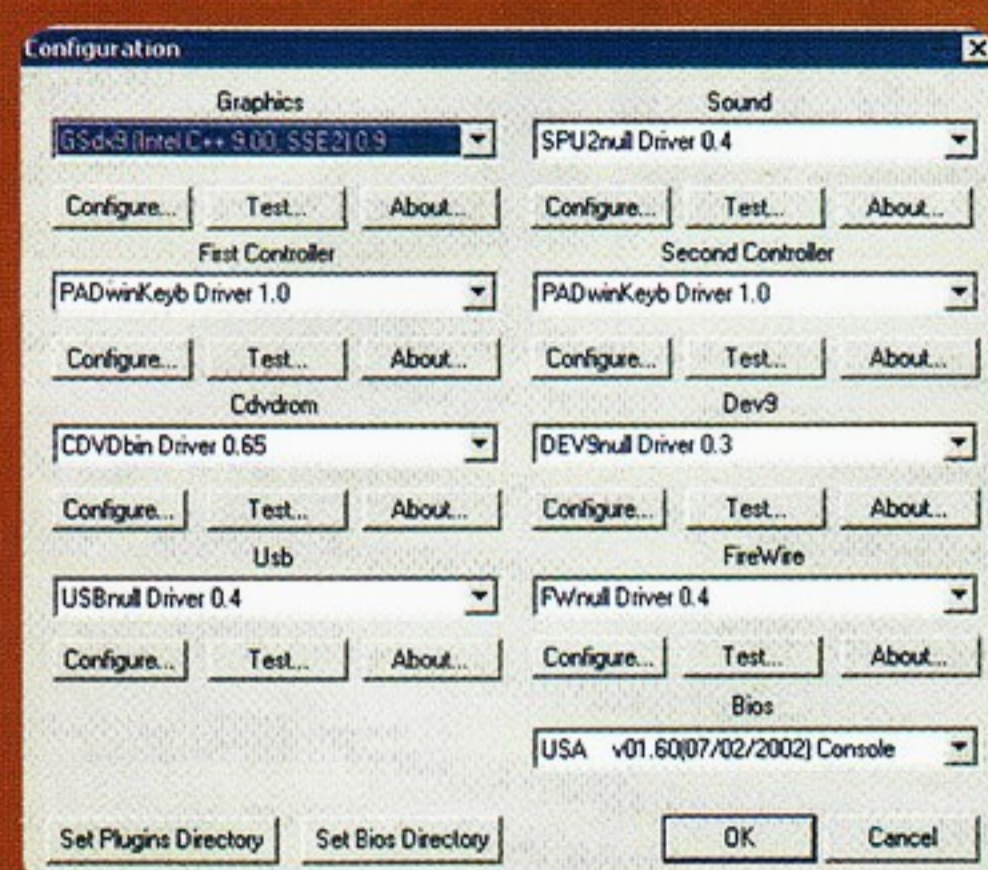 Configuration
Graphics
Sound
GSdx9 (Intel C++ 9.00, SSE2) 0.9
SPU2null Driver 0.4
Configure... Test... About...
Configure... Test... About...
First Controller
Second Controller
PADwinKeyb Driver 1.0
PADwinKeyb Driver 1.0
Configure... Test... About...
Configure... Test... About...
Cdvdrom
Dev9
CDVDbin Driver 0.65
DEV9null Driver 0.3
Configure... Test... About...
Configure... Test... About...
Usb
FireWire
USBnull Driver 0.4
FWnull Driver 0.4
Configure... Test... About...
Configure... Test... About...
Bios
USA v01.60(07/02/2002) Console
Set Plugins Directory
Set Bios Directory
OK
Cancel